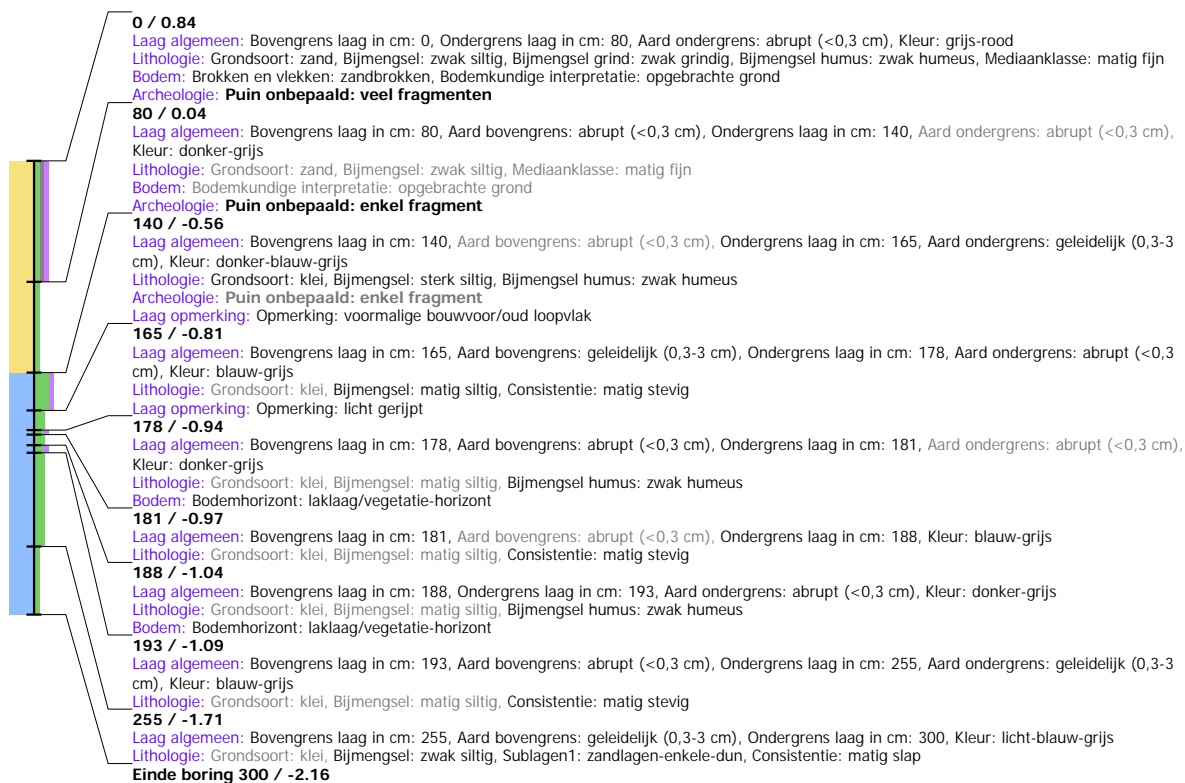 0 / 0.84
Laag algemeen: Bovengrens laag in cm: 0, Ondergrens laag in cm: 80, Aard ondergrens: abrupt (<0,3 cm), Kleur: grijs-rood
Lithologie: Grondsoort: zand, Bijmengsel: zwak siltig, Bijmengsel grind: zwak grindig, Bijmengsel humus: zwak humeus, Mediaanklasse: matig fijn
Bodem: Brokken en vlekken: zandbrokken, Bodemkundige interpretatie: opgebrachte grond
Archeologie: Puin onbepaald: veel fragmenten
80 / 0.04
Laag algemeen: Bovengrens laag in cm: 80, Aard bovengrens: abrupt (<0,3 cm), Ondergrens laag in cm: 140, Aard ondergrens: abrupt (<0,3 cm),
Kleur: donker-grijs
Lithologie: Grondsoort: zand, Bijmengsel: zwak siltig, Mediaanklasse: matig fijn
Bodem: Bodemkundige interpretatie: opgebrachte grond
Archeologie: Puin onbepaald: enkel fragment
140 / -0.56
Laag algemeen: Bovengrens laag in cm: 140, Aard bovengrens: abrupt (<0,3 cm), Ondergrens laag in cm: 165, Aard ondergrens: geleidelijk (0,3-3
cm), Kleur: donker-blauw-grijs
Lithologie: Grondsoort: klei, Bijmengsel: sterk siltig, Bijmengsel humus: zwak humeus
Archeologie: Puin onbepaald: enkel fragment
Laag opmerking: Opmerking: voormalige bouwvoor/oud loopvlak
165 / -0.81
Laag algemeen: Bovengrens laag in cm: 165, Aard bovengrens: geleidelijk (0,3-3 cm), Ondergrens laag in cm: 178, Aard ondergrens: abrupt (<0,3
cm), Kleur: blauw-grijs
Lithologie: Grondsoort: klei, Bijmengsel: matig siltig, Consistentie: matig stevig
Laag opmerking: Opmerking: licht gerijpt
178 / -0.94
Laag algemeen: Bovengrens laag in cm: 178, Aard bovengrens: abrupt (<0,3 cm), Ondergrens laag in cm: 181, Aard ondergrens: abrupt (<0,3 cm),
Kleur: donker-grijs
Lithologie: Grondsoort: klei, Bijmengsel: matig siltig, Bijmengsel humus: zwak humeus
Bodem: Bodemhorizont: laklaag/vegetatie-horizont
181 / -0.97
Laag algemeen: Bovengrens laag in cm: 181, Aard bovengrens: abrupt (<0,3 cm), Ondergrens laag in cm: 188, Kleur: blauw-grijs
Lithologie: Grondsoort: klei, Bijmengsel: matig siltig, Consistentie: matig stevig
188 / -1.04
Laag algemeen: Bovengrens laag in cm: 188, Ondergrens laag in cm: 193, Aard ondergrens: abrupt (<0,3 cm), Kleur: donker-grijs
Lithologie: Grondsoort: klei, Bijmengsel: matig siltig, Bijmengsel humus: zwak humeus
Bodem: Bodemhorizont: laklaag/vegetatie-horizont
193 / -1.09
Laag algemeen: Bovengrens laag in cm: 193, Aard bovengrens: abrupt (<0,3 cm), Ondergrens laag in cm: 255, Aard ondergrens: geleidelijk (0,3-3
cm), Kleur: blauw-grijs
Lithologie: Grondsoort: klei, Bijmengsel: matig siltig, Consistentie: matig stevig
255 / -1.71
Laag algemeen: Bovengrens laag in cm: 255, Aard bovengrens: geleidelijk (0,3-3 cm), Ondergrens laag in cm: 300, Kleur: licht-blauw-grijs
Lithologie: Grondsoort: klei, Bijmengsel: zwak siltig, Sublagen1: zandlagen-enkele-dun, Consistentie: matig slap
Einde boring 300 / -2.16